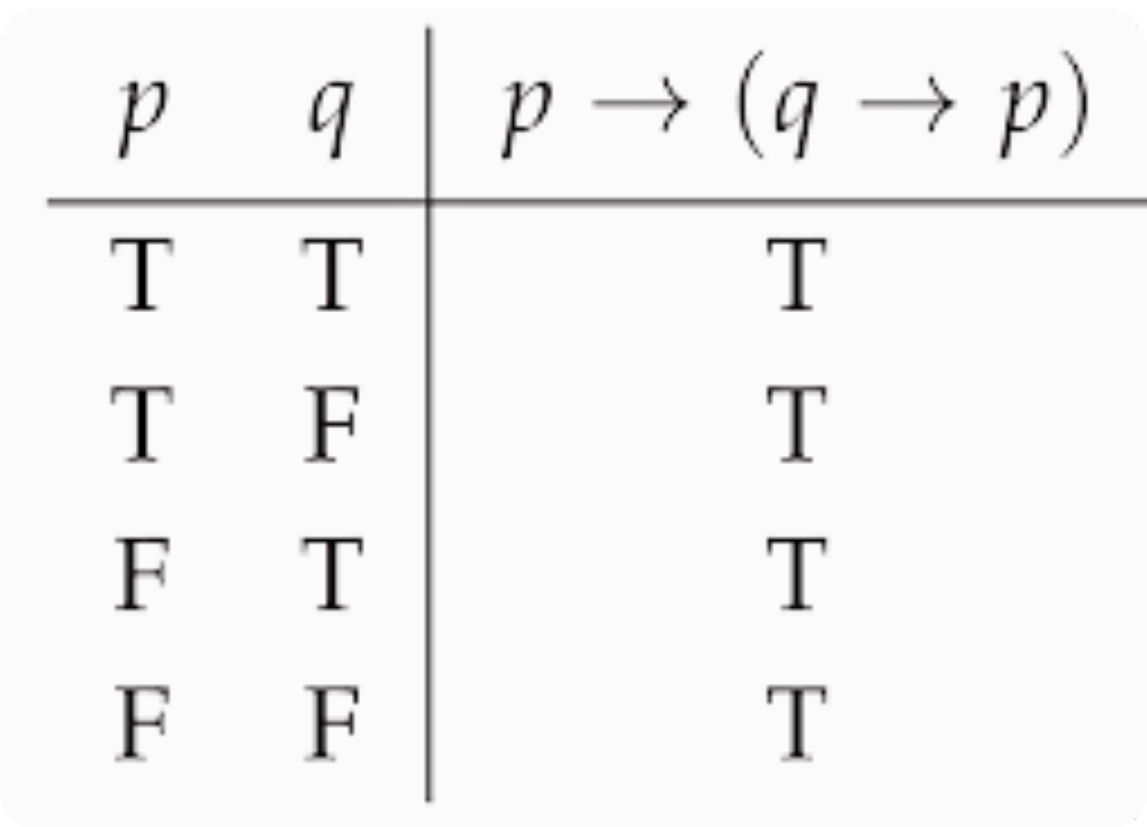 p q p → (q → p)
T T T
T F T
F T T
F F T